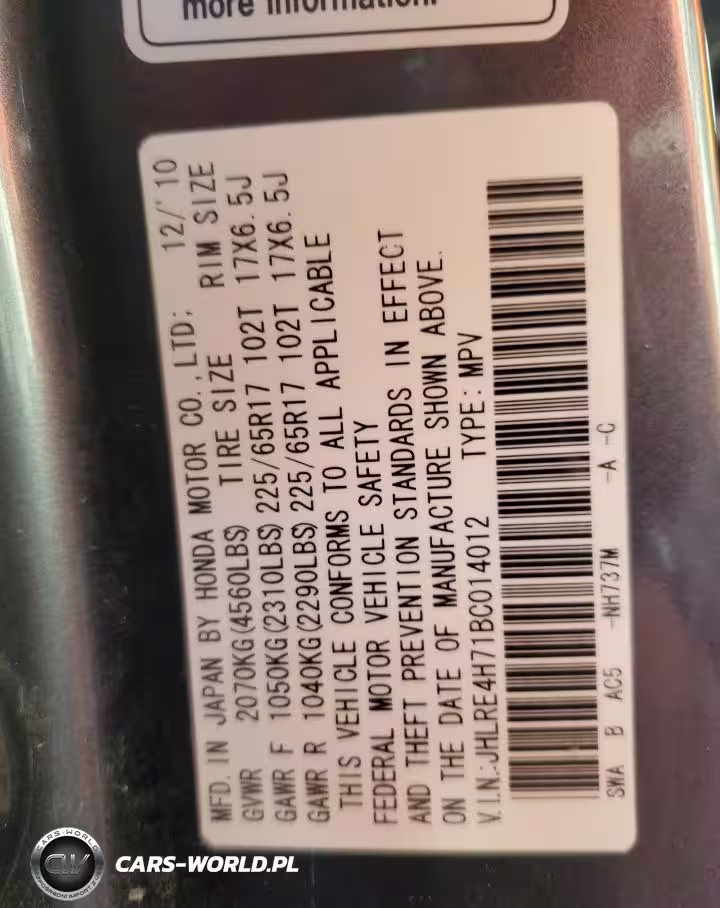 more information.
MFD. IN JAPAN BY HONDA MOTOR CO., LTD; 12/'10
GVWR 2070KG(4560LBS) TIRE SIZE RIM SIZE
GAWR F 1050KG(2310LBS) 225/65R17 102T 17X6.5J
GAWR R 1040KG(2290LBS) 225/65R17 102T 17X6.5J
THIS VEHICLE CONFORMS TO ALL APPLICABLE
FEDERAL MOTOR VEHICLE SAFETY
AND THEFT PREVENTION STANDARDS IN EFFECT
ON THE DATE OF MANUFACTURE SHOWN ABOVE.
V.I.N.:JHLRE4H71BC014012 TYPE: MPV
SWA B AC5 -NH737M -A -C
CARS-WORLD
CW
CARS-WORLD.PL